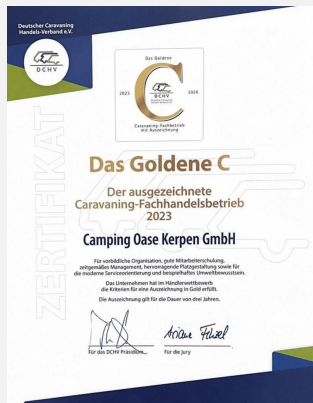 Deutscher Caravaning
Handels-Verband e.V.
DCHV
Das Goldene
2023
2026
C
DCHV
Caravaning-Fachbetrieb
mit Auszeichnung
ZERTIFIKAT
Das Goldene C
Der ausgezeichnete
Caravaning-Fachhandelsbetrieb
2023
Camping Oase Kerpen GmbH
Für vorbildliche Organisation, gute Mitarbeiterschulung,
zeitgemäßes Management, hervorragende Platzgestaltung sowie für
die moderne Serviceorientierung und beispielhaftes Umweltbewusstsein.
Das Unternehmen hat im Händlerwettbewerb
die Kriterien für eine Auszeichnung in Gold erfüllt.
Die Auszeichnung gilt für die Dauer von drei Jahren.
Für das DCHV Präsidium
Für die Jury